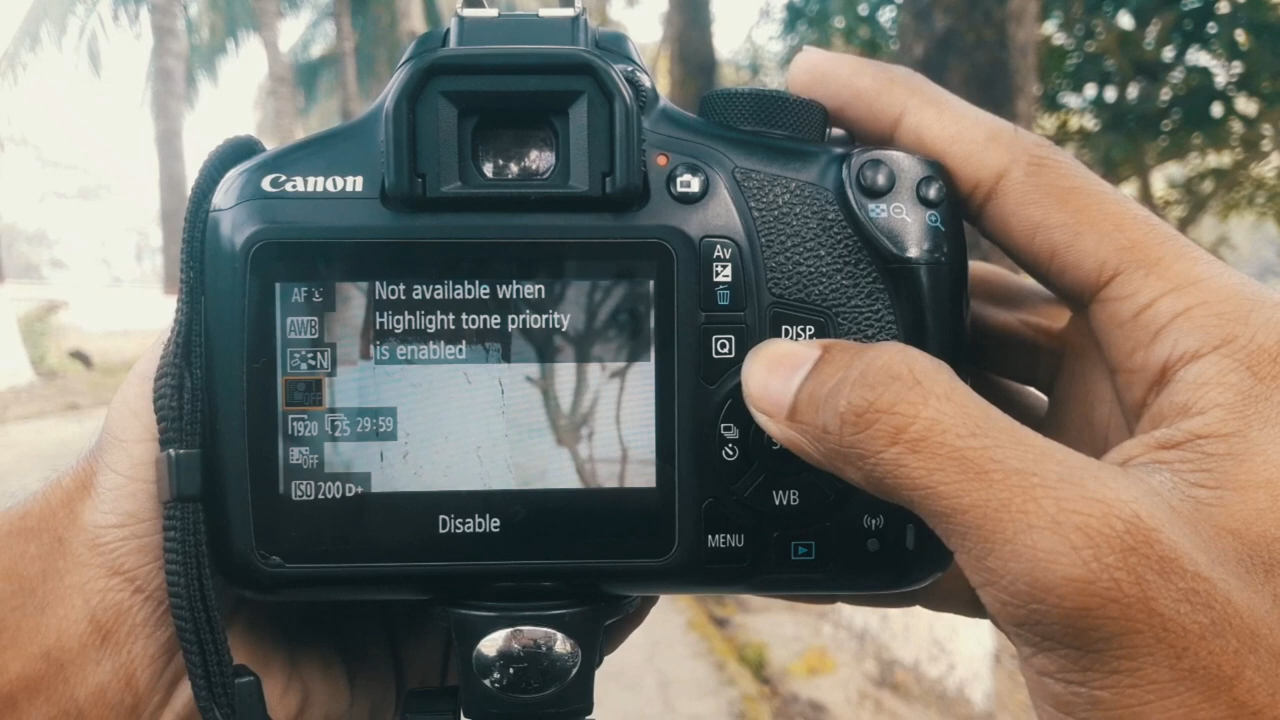 Canon
Av
Q
DISP.
AF
AWB
N
OFF
1920 25 29:59
OFF
ISO 200 D+
Not available when
Highlight tone priority
is enabled
Disable
WB
MENU